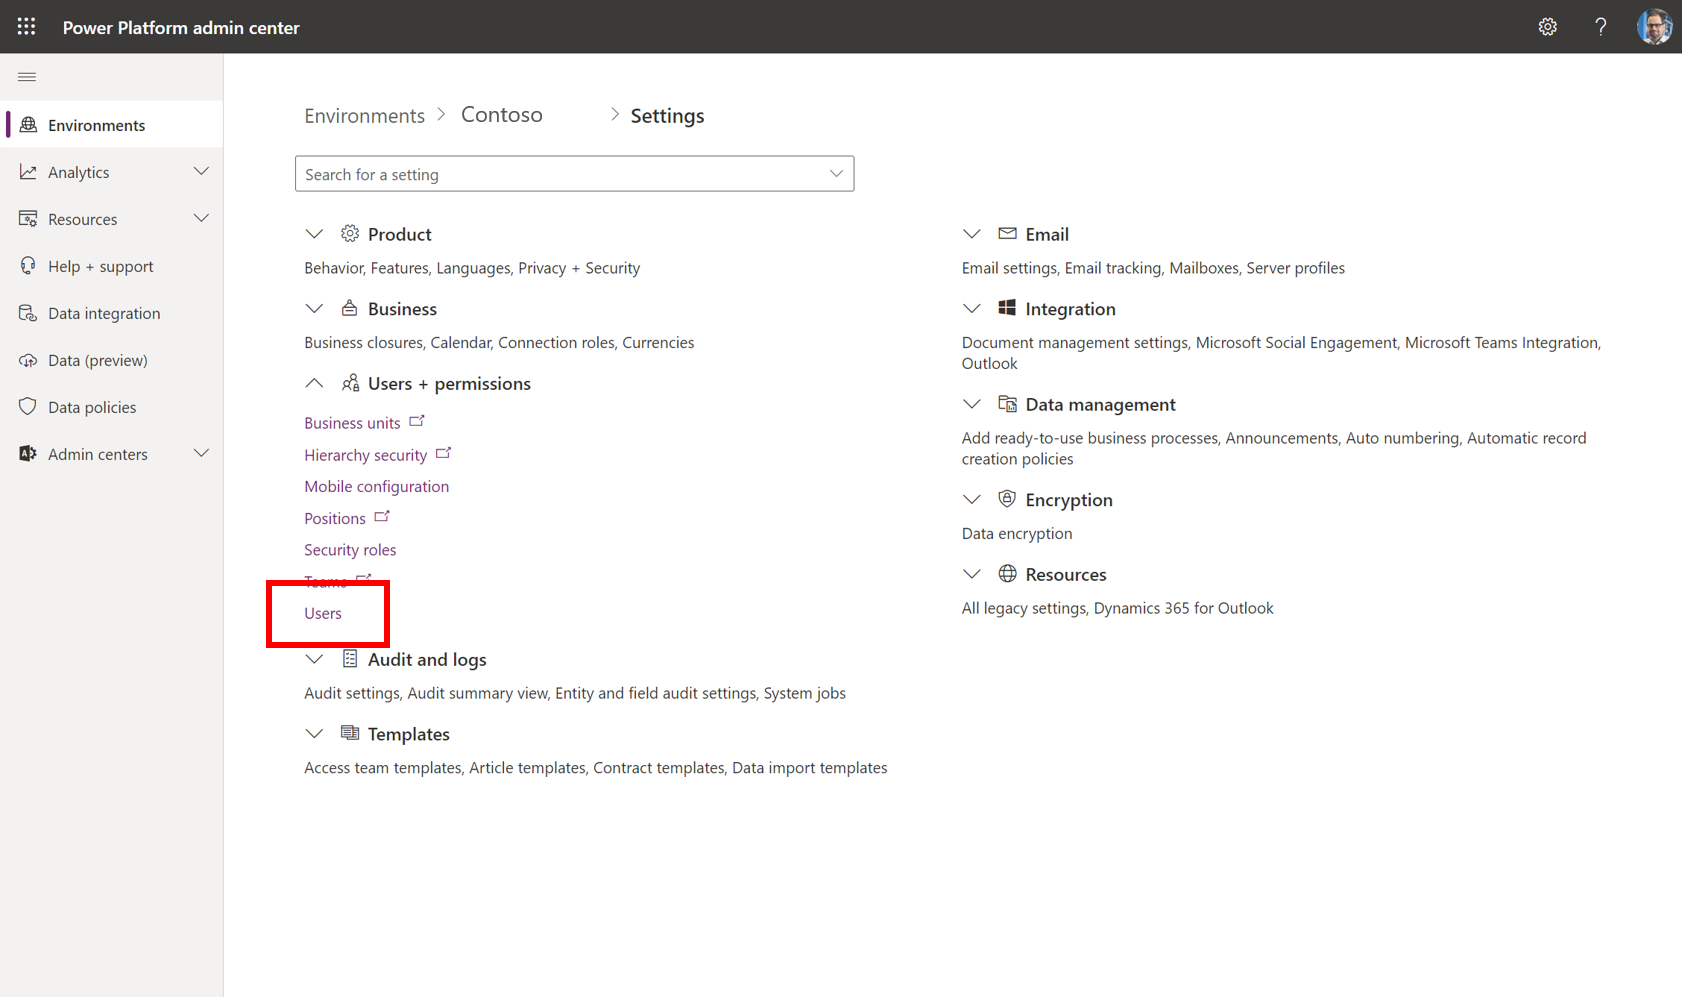 Power Platform admin center
?
Environments
Analytics
Resources
Help + support
Data integration
Data (preview)
Data policies
Admin centers
Environments > Contoso > Settings
Search for a setting
Product
Behavior, Features, Languages, Privacy + Security
Business
Business closures, Calendar, Connection roles, Currencies
Users + permissions
Business units
Hierarchy security
Mobile configuration
Positions
Security roles
Teams
Users
Audit and logs
Audit settings, Audit summary view, Entity and field audit settings, System jobs
Templates
Access team templates, Article templates, Contract templates, Data import templates
Email
Email settings, Email tracking, Mailboxes, Server profiles
Integration
Document management settings, Microsoft Social Engagement, Microsoft Teams Integration,
Outlook
Data management
Add ready-to-use business processes, Announcements, Auto numbering, Automatic record
creation policies
Encryption
Data encryption
Resources
All legacy settings, Dynamics 365 for Outlook